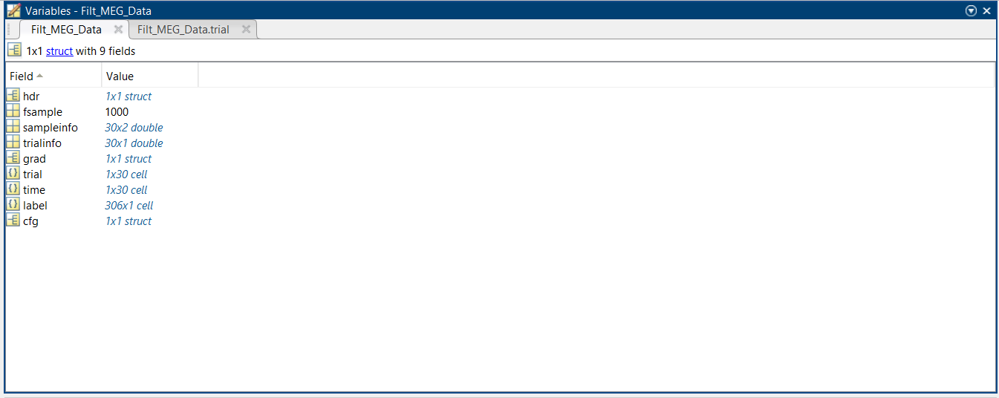 Variables - Filt_MEG_Data
Filt_MEG_Data Filt_MEG_Data.trial
1x1 struct with 9 fields
Field Value
hdr 1x1 struct
fsample 1000
sampleinfo 30x2 double
trialinfo 30x1 double
grad 1x1 struct
trial 1x30 cell
time 1x30 cell
label 306x1 cell
cfg 1x1 struct